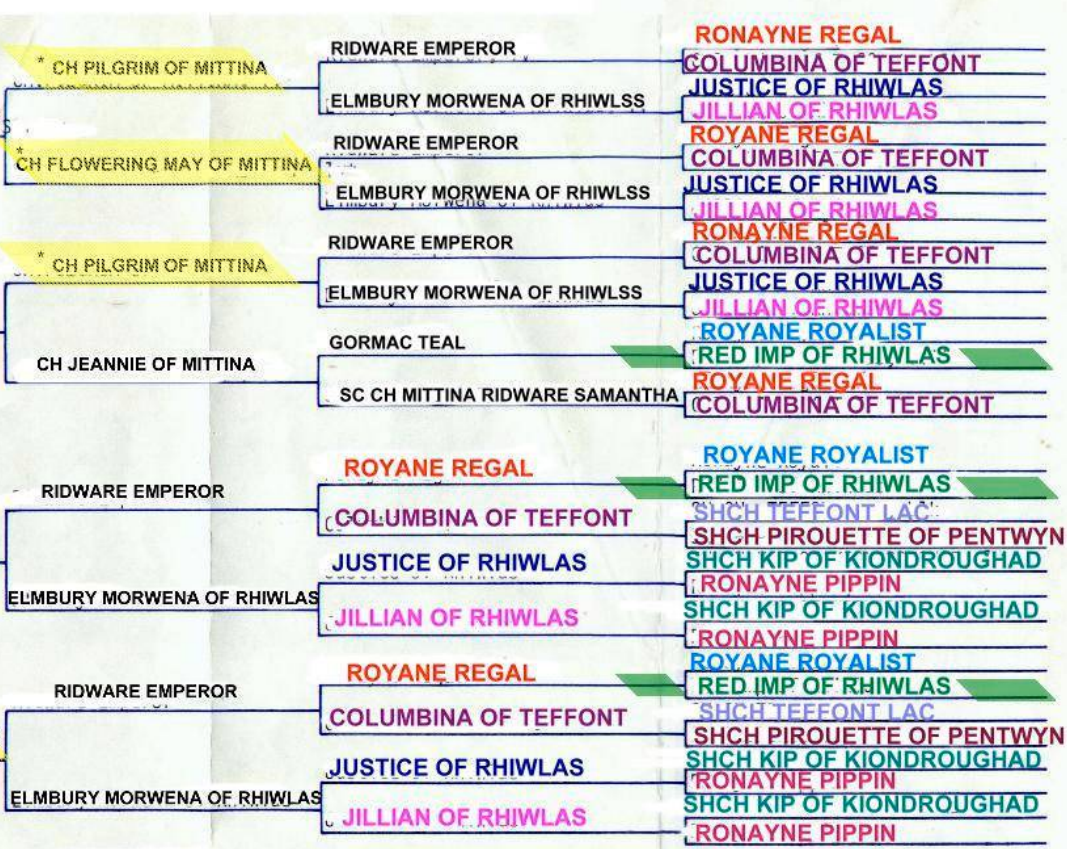 * CH PILGRIM OF MITTINA
S
* CH FLOWERING MAY OF MITTINA
* CH PILGRIM OF MITTINA
CH JEANNIE OF MITTINA
RIDWARE EMPEROR
ELMBURY MORWENA OF RHIWLAS
RIDWARE EMPEROR
ELMBURY MORWENA OF RHIWLAS
RIDWARE EMPEROR
ELMBURY MORWENA OF RHIWLSS
RIDWARE EMPEROR
ELMBURY MORWENA OF RHIWLSS
RIDWARE EMPEROR
ELMBURY MORWENA OF RHIWLSS
GORMAC TEAL
SC CH MITTINA RIDWARE SAMANTHA
ROYANE REGAL
COLUMBINA OF TEFFONT
JUSTICE OF RHIWLAS
JILLIAN OF RHIWLAS
ROYANE REGAL
COLUMBINA OF TEFFONT
JUSTICE OF RHIWLAS
JILLIAN OF RHIWLAS
RONAYNE REGAL
COLUMBINA OF TEFFONT
JUSTICE OF RHIWLAS
JILLIAN OF RHIWLAS
ROYANE REGAL
COLUMBINA OF TEFFONT
JUSTICE OF RHIWLAS
JILLIAN OF RHIWLAS
RONAYNE REGAL
COLUMBINA OF TEFFONT
JUSTICE OF RHIWLAS
JILLIAN OF RHIWLAS
ROYANE ROYALIST
RED IMP OF RHIWLAS
ROYANE REGAL
COLUMBINA OF TEFFONT
ROYANE ROYALIST
RED IMP OF RHIWLAS
SHCH TEFFONT LAC
SHCH PIROUETTE OF PENTWYN
SHCH KIP OF KIONDROUGHAD
RONAYNE PIPPIN
SHCH KIP OF KIONDROUGHAD
RONAYNE PIPPIN
ROYANE ROYALIST
RED IMP OF RHIWLAS
SHCH TEFFONT LAC
SHCH PIROUETTE OF PENTWYN
SHCH KIP OF KIONDROUGHAD
RONAYNE PIPPIN
SHCH KIP OF KIONDROUGHAD
RONAYNE PIPPIN